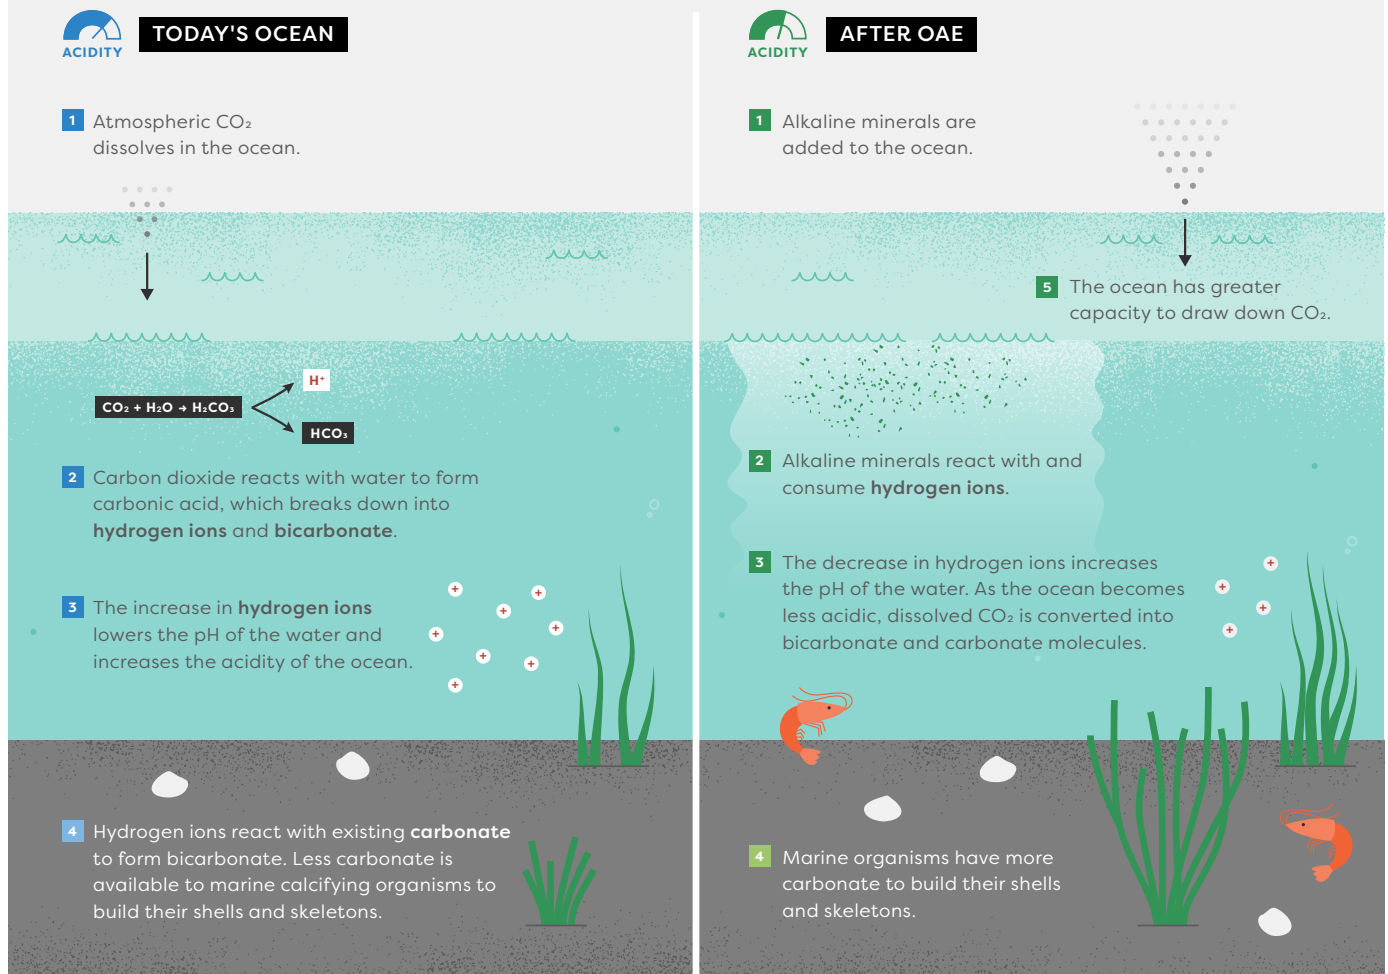 ACIDITY
TODAY'S OCEAN
1
Atmospheric CO₂
dissolves in the ocean.
CO₂ + H₂O → H₂CO₃
H⁺
HCO₃
2
Carbon dioxide reacts with water to form
carbonic acid, which breaks down into
hydrogen ions and bicarbonate.
3
The increase in hydrogen ions
lowers the pH of the water and
increases the acidity of the ocean.
+
+
+
+
+
+
+
+
4
Hydrogen ions react with existing carbonate
to form bicarbonate. Less carbonate is
available to marine calcifying organisms to
build their shells and skeletons.
ACIDITY
AFTER OAE
1
Alkaline minerals are
added to the ocean.
5
The ocean has greater
capacity to draw down CO₂.
2
Alkaline minerals react with and
consume hydrogen ions.
3
The decrease in hydrogen ions increases
the pH of the water. As the ocean becomes
less acidic, dissolved CO₂ is converted into
bicarbonate and carbonate molecules.
+
+
+
+
4
Marine organisms have more
carbonate to build their shells
and skeletons.